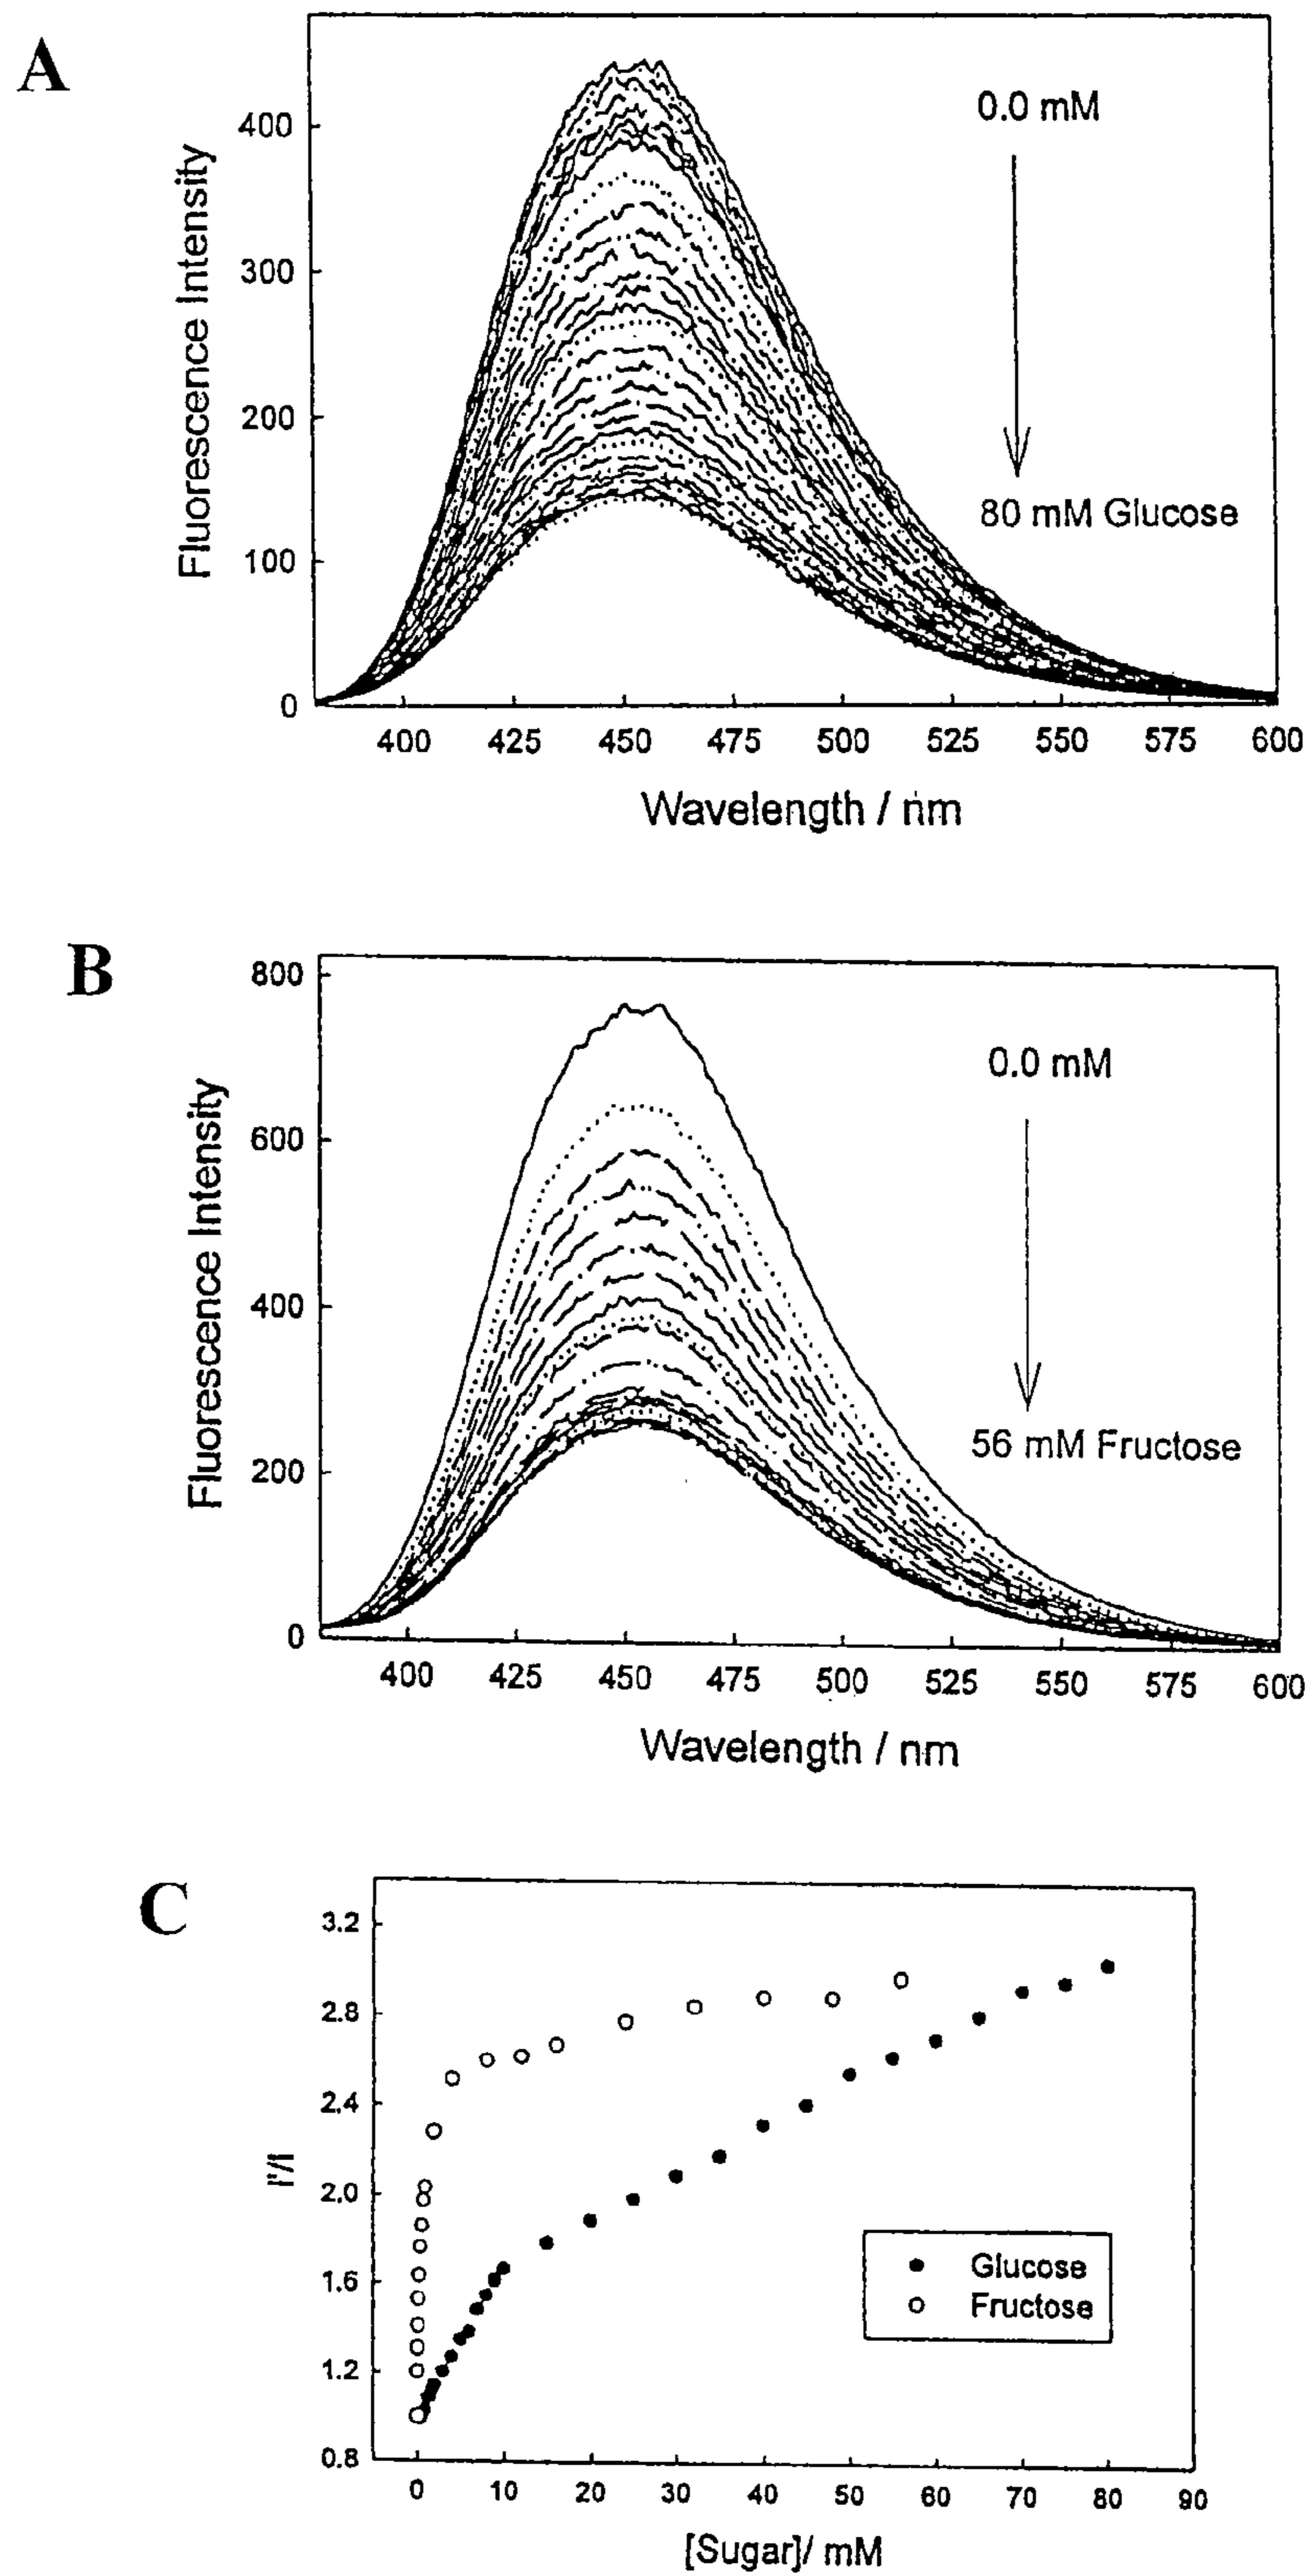 A
400
300
200
100
0
Fluorescence Intensity
0.0 mM
80 mM Glucose
400 425 450 475 500 525 550 575 600
Wavelength / nm
B
800
600
400
200
0
Fluorescence Intensity
0.0 mM
56 mM Fructose
400 425 450 475 500 525 550 575 600
Wavelength / nm
C
3.2
2.8
2.4
2.0
1.6
1.2
0.8
I'/I
Glucose
Fructose
0 10 20 30 40 50 60 70 80 90
[Sugar]/ mM